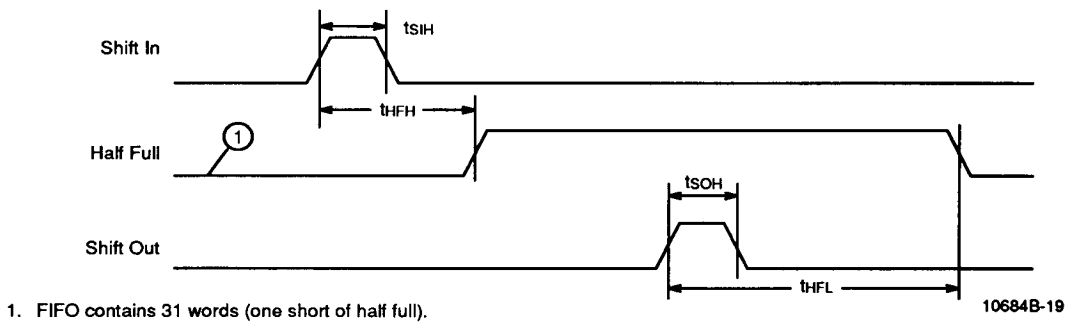 tSIH
Shift In
tHFH
1
Half Full
tSOH
Shift Out
tHFL
1. FIFO contains 31 words (one short of half full).
10684B-19